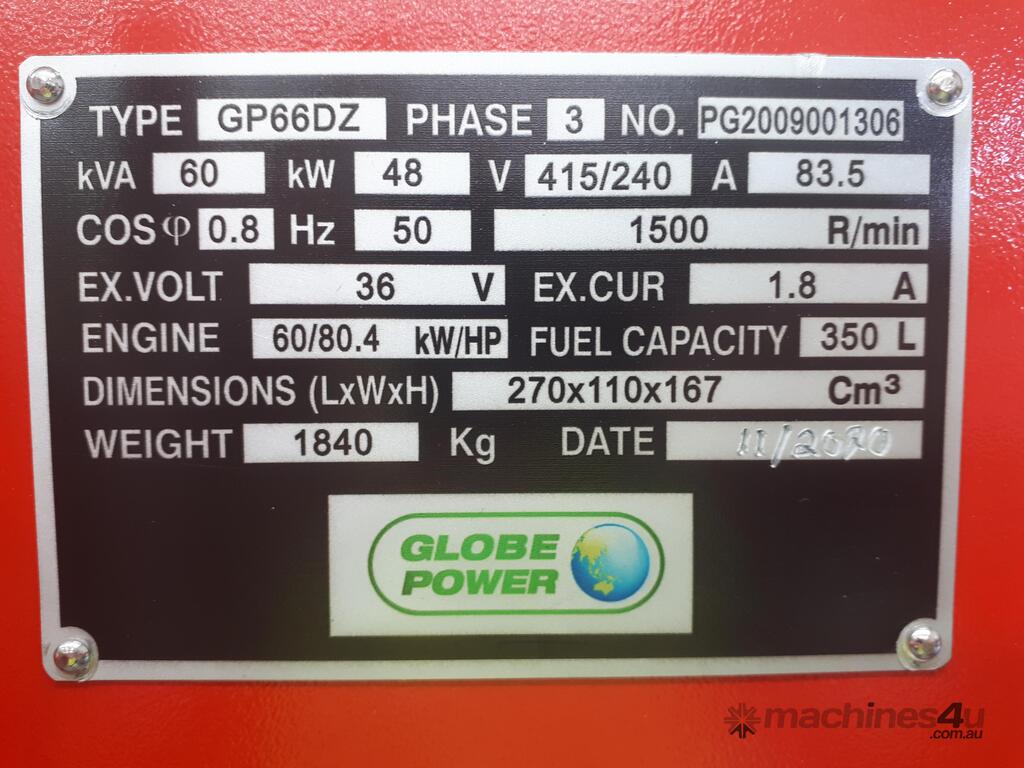 TYPE GP66DZ PHASE 3 NO. PG2009001306
kVA 60 kW 48 V 415/240 A 83.5
COSφ 0.8 Hz 50 1500 R/min
EX.VOLT 36 V EX.CUR 1.8 A
ENGINE 60/80.4 kW/HP FUEL CAPACITY 350 L
DIMENSIONS (LxWxH) 270x110x167 Cm³
WEIGHT 1840 Kg DATE 11/2020
GLOBE
POWER
machines4u
.com.au